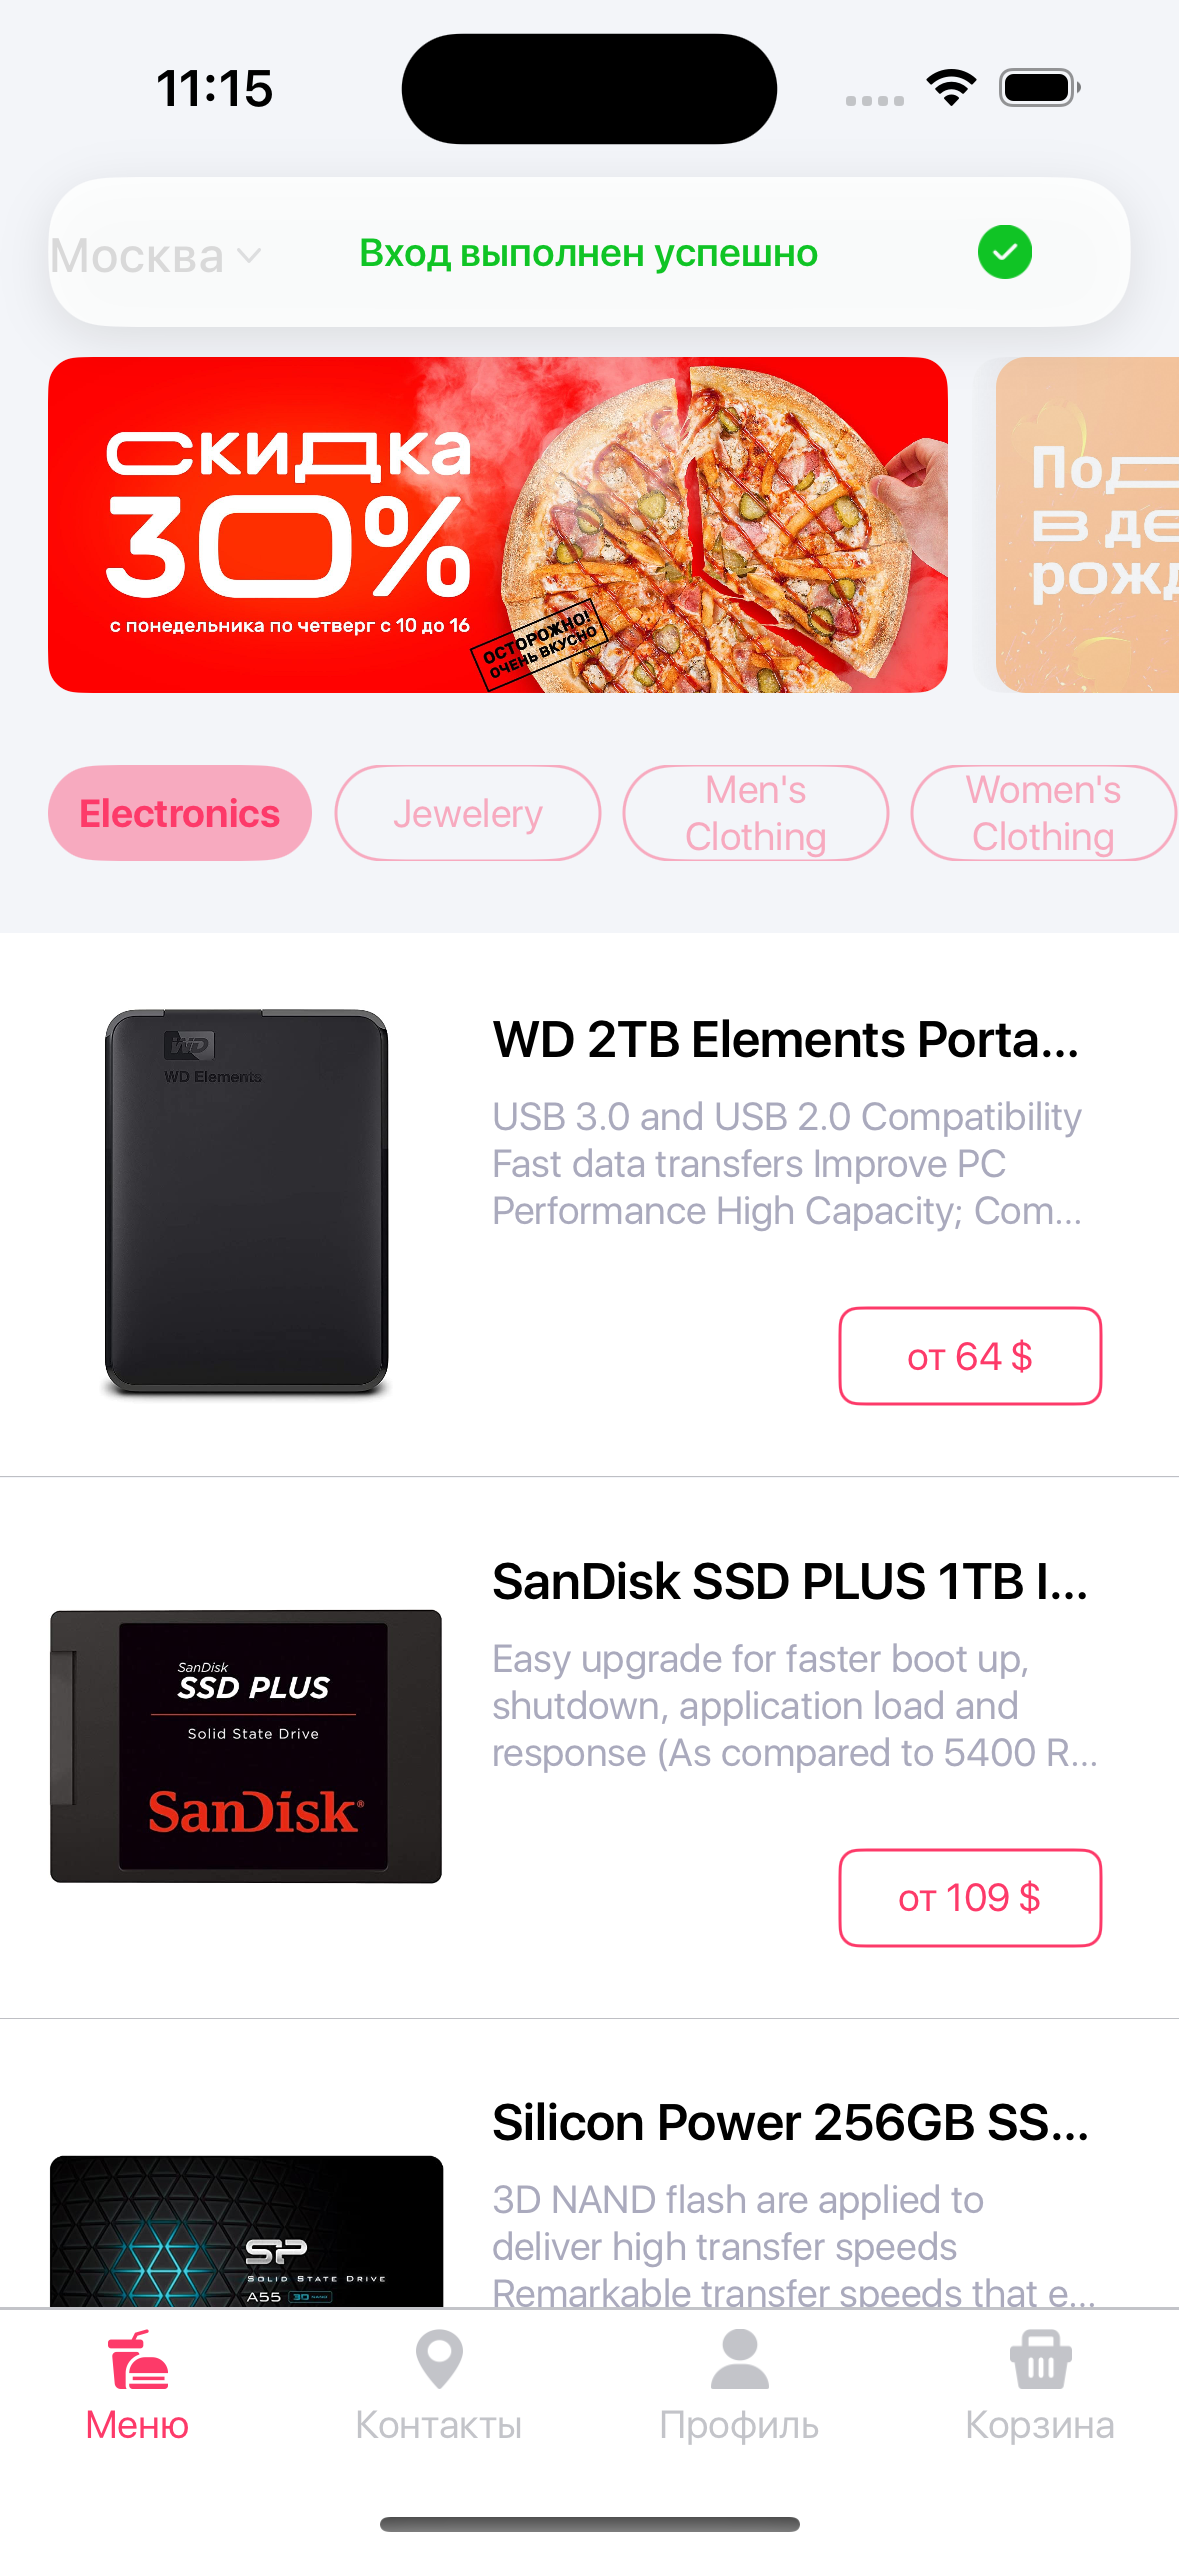 11:15
Москва
Вход выполнен успешно
Скидка
30%
с понедельника по четверг с 10 до 16
ОСТОРОЖНО!
ОЧЕНЬ ВКУСНО
Под
в де
рожд
Electronics
Jewelery
Men's
Clothing
Women's
Clothing
WD
WD Elements
WD 2TB Elements Porta...
USB 3.0 and USB 2.0 Compatibility
Fast data transfers Improve PC
Performance High Capacity; Com...
от 64 $
SanDisk
SSD PLUS
Solid State Drive
SanDisk®
SanDisk SSD PLUS 1TB I...
Easy upgrade for faster boot up,
shutdown, application load and
response (As compared to 5400 R...
от 109 $
SP
SOLID STATE DRIVE
A55 3D NAND
Silicon Power 256GB SS...
3D NAND flash are applied to
deliver high transfer speeds
Remarkable transfer speeds that e...
Меню
Контакты
Профиль
Корзина